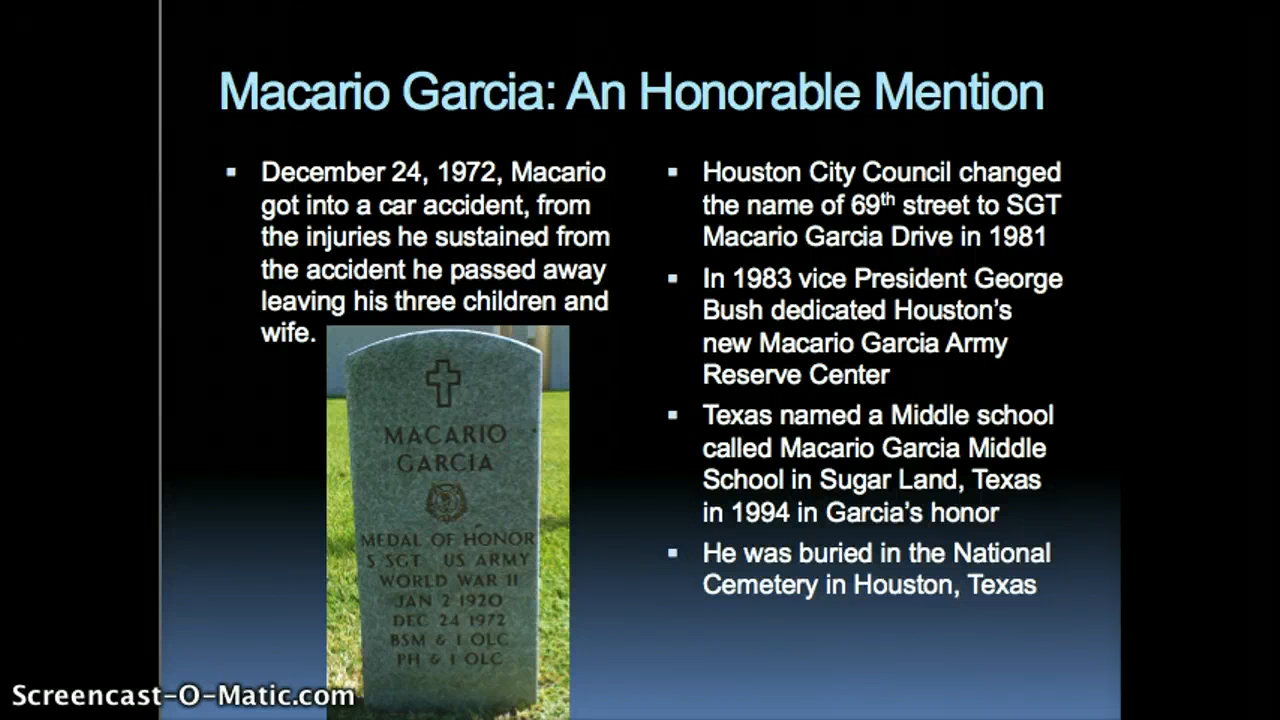 Macario Garcia: An Honorable Mention
December 24, 1972, Macario
got into a car accident, from
the injuries he sustained from
the accident he passed away
leaving his three children and
wife.
MACARIO
GARCIA
MEDAL OF HONOR
S SGT US ARMY
WORLD WAR II
JAN 2 1920
DEC 24 1972
BSM & 1 OLC
PH & 1 OLC
Houston City Council changed
the name of 69th street to SGT
Macario Garcia Drive in 1981
In 1983 vice President George
Bush dedicated Houston's
new Macario Garcia Army
Reserve Center
Texas named a Middle school
called Macario Garcia Middle
School in Sugar Land, Texas
in 1994 in Garcia's honor
He was buried in the National
Cemetery in Houston, Texas
Screencast-O-Matic.com